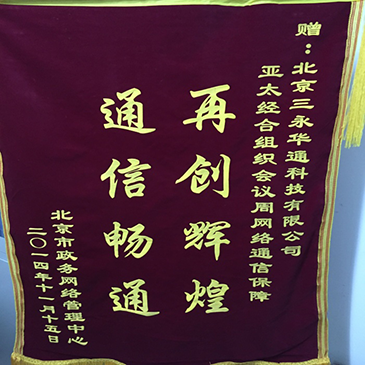 赠：北京三永华通科技有限公司
亚太经合组织会议周网络通信保障
再创辉煌
通信畅通
北京市政务网络管理中心
二〇一四年十一月十五日